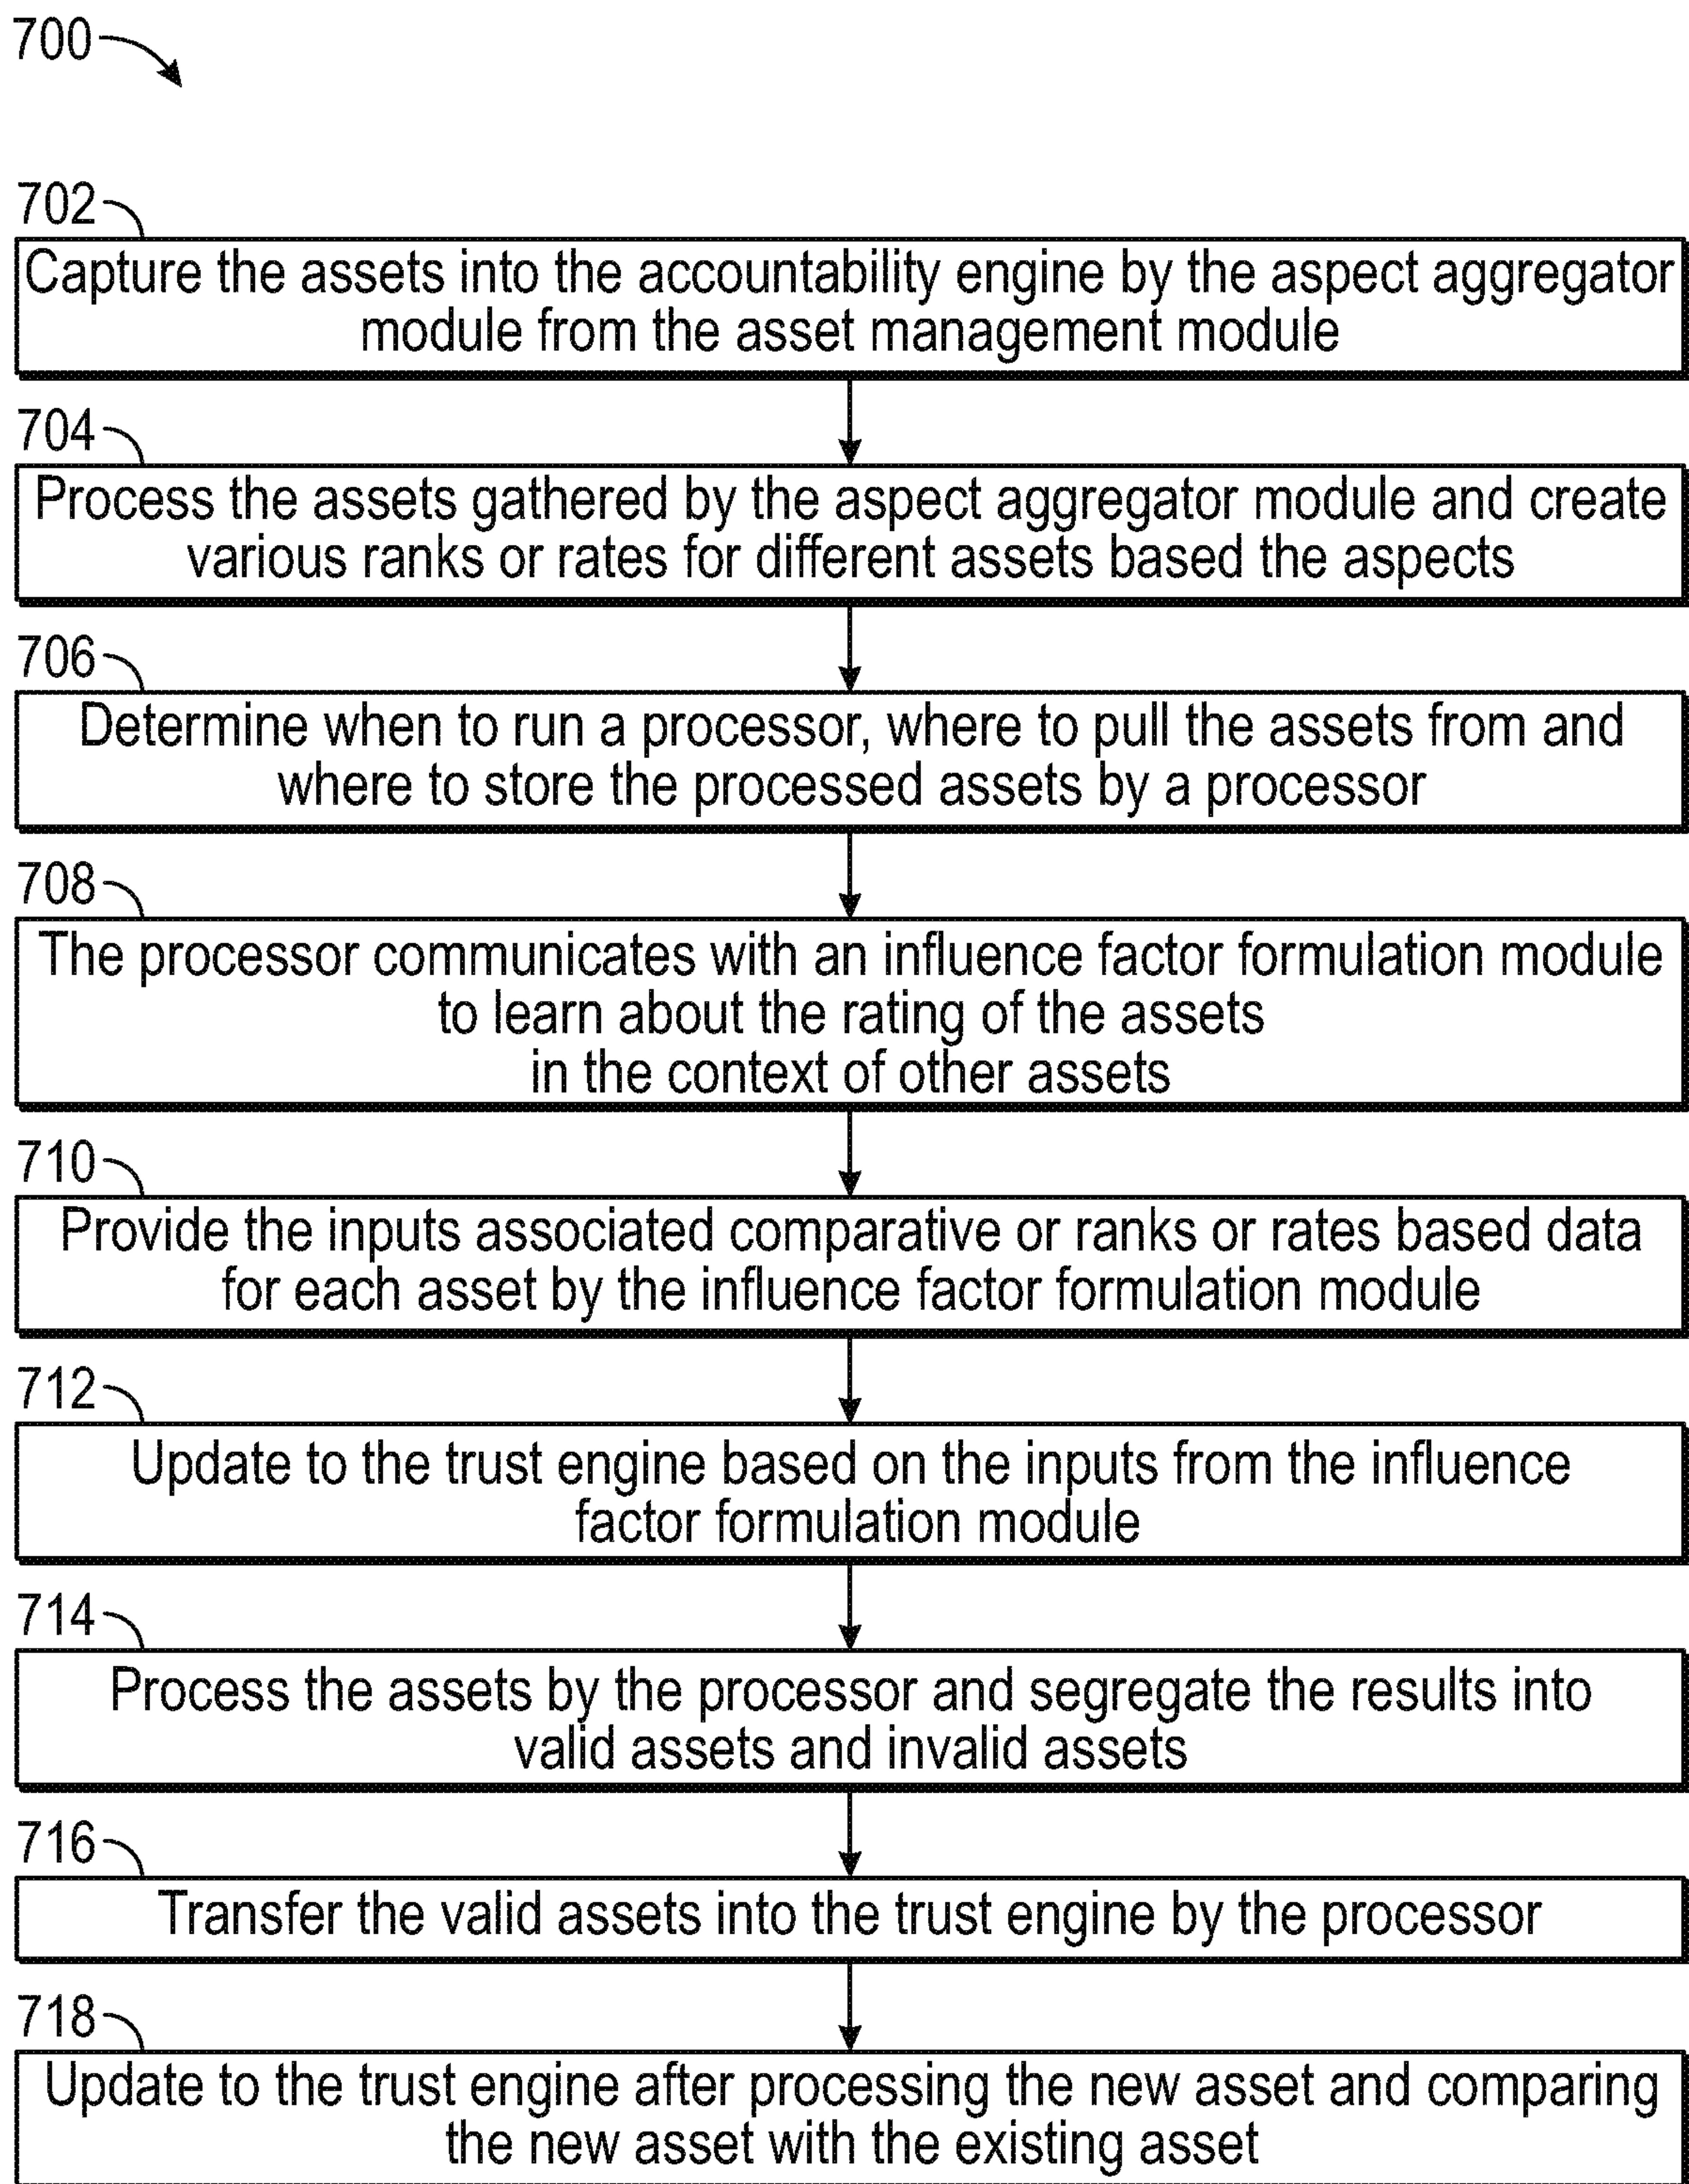 700
702
Capture the assets into the accountability engine by the aspect aggregator
module from the asset management module
704
Process the assets gathered by the aspect aggregator module and create
various ranks or rates for different assets based the aspects
706
Determine when to run a processor, where to pull the assets from and
where to store the processed assets by a processor
708
The processor communicates with an influence factor formulation module
to learn about the rating of the assets
in the context of other assets
710
Provide the inputs associated comparative or ranks or rates based data
for each asset by the influence factor formulation module
712
Update to the trust engine based on the inputs from the influence
factor formulation module
714
Process the assets by the processor and segregate the results into
valid assets and invalid assets
716
Transfer the valid assets into the trust engine by the processor
718
Update to the trust engine after processing the new asset and comparing
the new asset with the existing asset